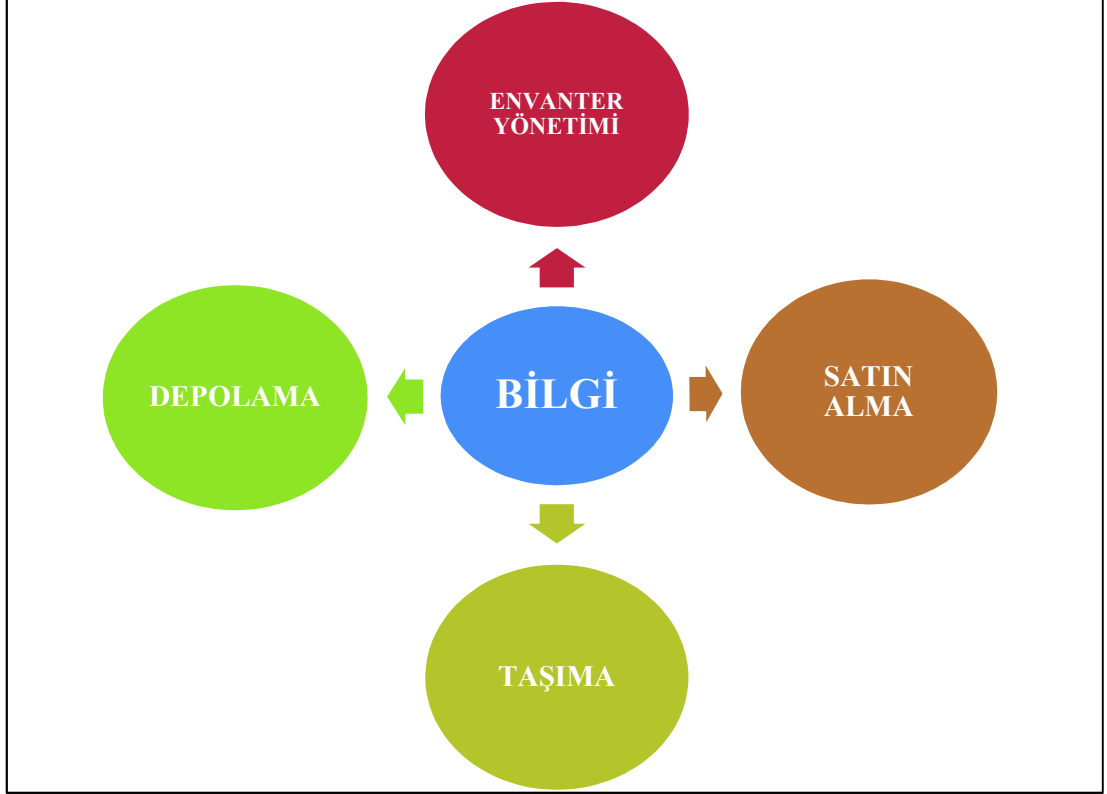 ENVANTER
YÖNETİMİ
DEPOLAMA
BİLGİ
SATIN
ALMA
TAŞIMA